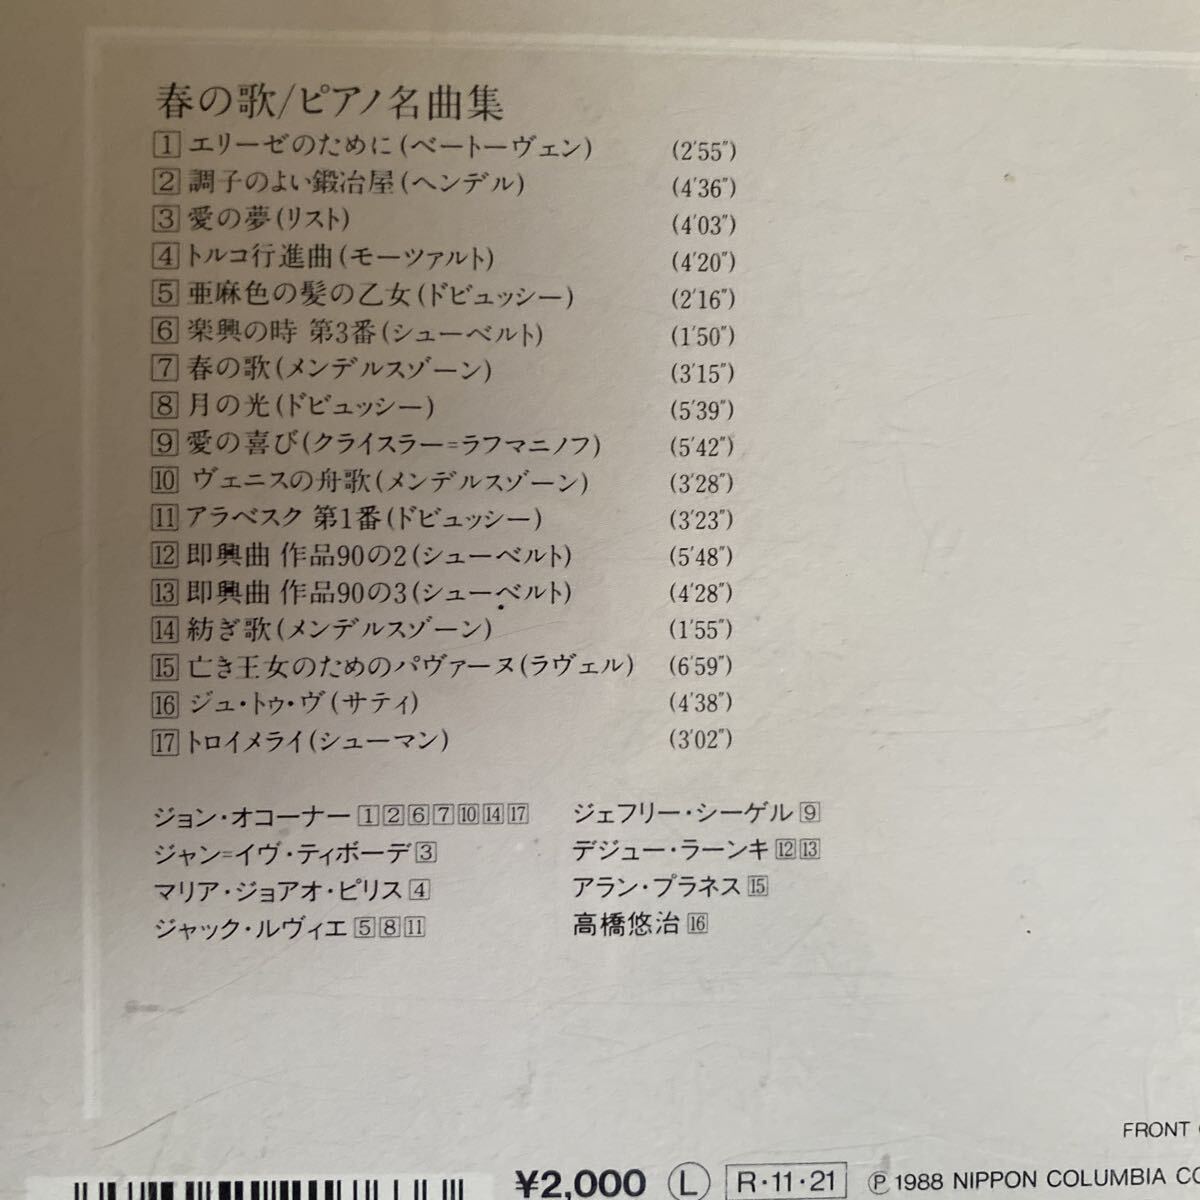 春の歌/ピアノ名曲集
1 エリーゼのために(ベートーヴェン) (2'55")
2 調子のよい鍛冶屋(ヘンデル) (4'36")
3 愛の夢(リスト) (4'03")
4 トルコ行進曲(モーツァルト) (4'20")
5 亜麻色の髪の乙女(ドビュッシー) (2'16")
6 楽興の時 第3番(シューベルト) (1'50")
7 春の歌(メンデルスゾーン) (3'15")
8 月の光(ドビュッシー) (5'39")
9 愛の喜び(クライスラー=ラフマニノフ) (5'42")
10 ヴェニスの舟歌(メンデルスゾーン) (3'28")
11 アラベスク 第1番(ドビュッシー) (3'23")
12 即興曲 作品90の2(シューベルト) (5'48")
13 即興曲 作品90の3(シューベルト) (4'28")
14 紡ぎ歌(メンデルスゾーン) (1'55")
15 亡き王女のためのパヴァーヌ(ラヴェル) (6'59")
16 ジュ・トゥ・ヴ(サティ) (4'38")
17 トロイメライ(シューマン) (3'02")
ジョン・オコーナー 1 2 6 7 10 14 17
ジャン=イヴ・ティボーデ 3
マリア・ジョアオ・ピリス 4
ジャック・ルヴィエ 5 8 11
ジェフリー・シーゲル 9
デジュー・ラーンキ 12 13
アラン・プラネス 15
高橋悠治 16
FRONT
¥2,000 Ⓛ R・11・21 Ⓟ 1988 NIPPON COLUMBIA CO